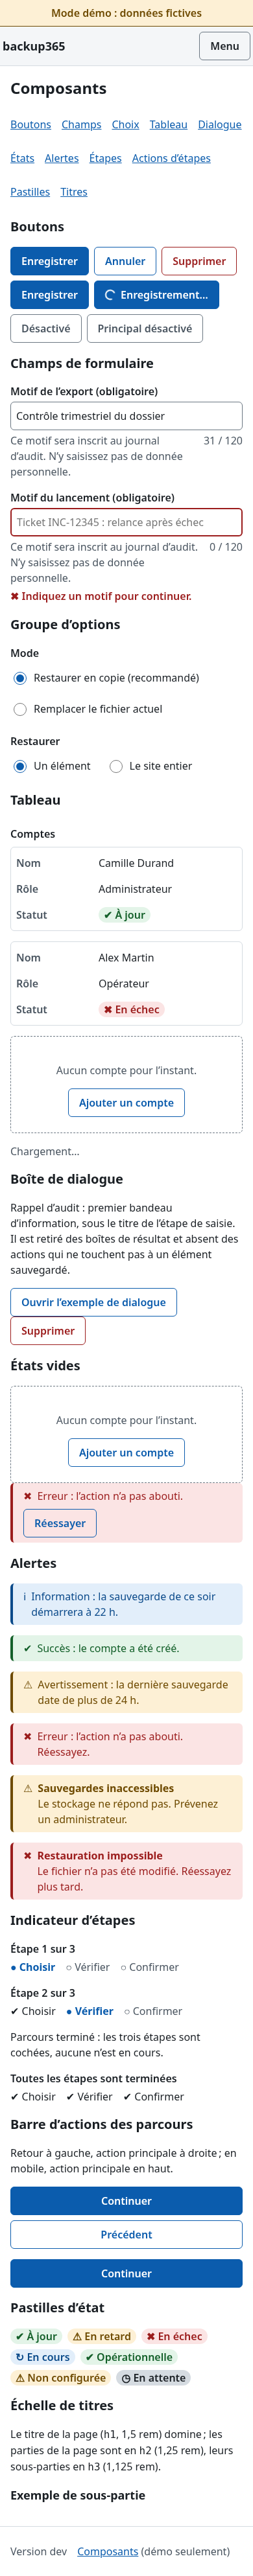 Mode démo : données fictives
backup365
Menu
Composants
Boutons Champs Choix Tableau Dialogue
États Alertes Étapes Actions d’étapes
Pastilles Titres
Boutons
Enregistrer Annuler Supprimer
Enregistrer Enregistrement…
Désactivé Principal désactivé
Champs de formulaire
Motif de l’export (obligatoire)
Contrôle trimestriel du dossier
Ce motif sera inscrit au journal 31 / 120
d’audit. N’y saisissez pas de donnée
personnelle.
Motif du lancement (obligatoire)
Ticket INC-12345 : relance après échec
Ce motif sera inscrit au journal d’audit. 0 / 120
N’y saisissez pas de donnée
personnelle.
✖ Indiquez un motif pour continuer.
Groupe d’options
Mode
Restaurer en copie (recommandé)
Remplacer le fichier actuel
Restaurer
Un élément Le site entier
Tableau
Comptes
Nom Camille Durand
Rôle Administrateur
Statut ✔ À jour
Nom Alex Martin
Rôle Opérateur
Statut ✖ En échec
Aucun compte pour l’instant.
Ajouter un compte
Chargement…
Boîte de dialogue
Rappel d’audit : premier bandeau
d’information, sous le titre de l’étape de saisie.
Il est retiré des boîtes de résultat et absent des
actions qui ne touchent pas à un élément
sauvegardé.
Ouvrir l’exemple de dialogue
Supprimer
États vides
Aucun compte pour l’instant.
Ajouter un compte
✖ Erreur : l’action n’a pas abouti.
Réessayer
Alertes
i Information : la sauvegarde de ce soir
démarrera à 22 h.
✔ Succès : le compte a été créé.
⚠ Avertissement : la dernière sauvegarde
date de plus de 24 h.
✖ Erreur : l’action n’a pas abouti.
Réessayez.
⚠ Sauvegardes inaccessibles
Le stockage ne répond pas. Prévenez
un administrateur.
✖ Restauration impossible
Le fichier n’a pas été modifié. Réessayez
plus tard.
Indicateur d’étapes
Étape 1 sur 3
● Choisir ○ Vérifier ○ Confirmer
Étape 2 sur 3
✔ Choisir ● Vérifier ○ Confirmer
Parcours terminé : les trois étapes sont
cochées, aucune n’est en cours.
Toutes les étapes sont terminées
✔ Choisir ✔ Vérifier ✔ Confirmer
Barre d’actions des parcours
Retour à gauche, action principale à droite ; en
mobile, action principale en haut.
Continuer
Précédent
Continuer
Pastilles d’état
✔ À jour ⚠ En retard ✖ En échec
↻ En cours ✔ Opérationnelle
⚠ Non configurée ◷ En attente
Échelle de titres
Le titre de la page (h1, 1,5 rem) domine ; les
parties de la page sont en h2 (1,25 rem), leurs
sous-parties en h3 (1,125 rem).
Exemple de sous-partie
Version dev Composants (démo seulement)